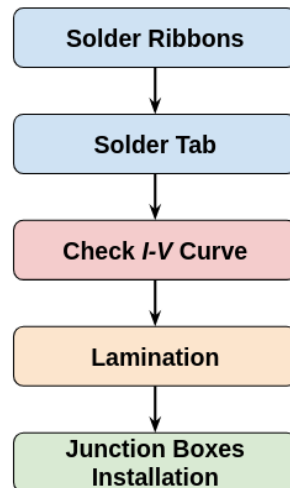 Solder Ribbons
Solder Tab
Check I-V Curve
Lamination
Junction Boxes
Installation